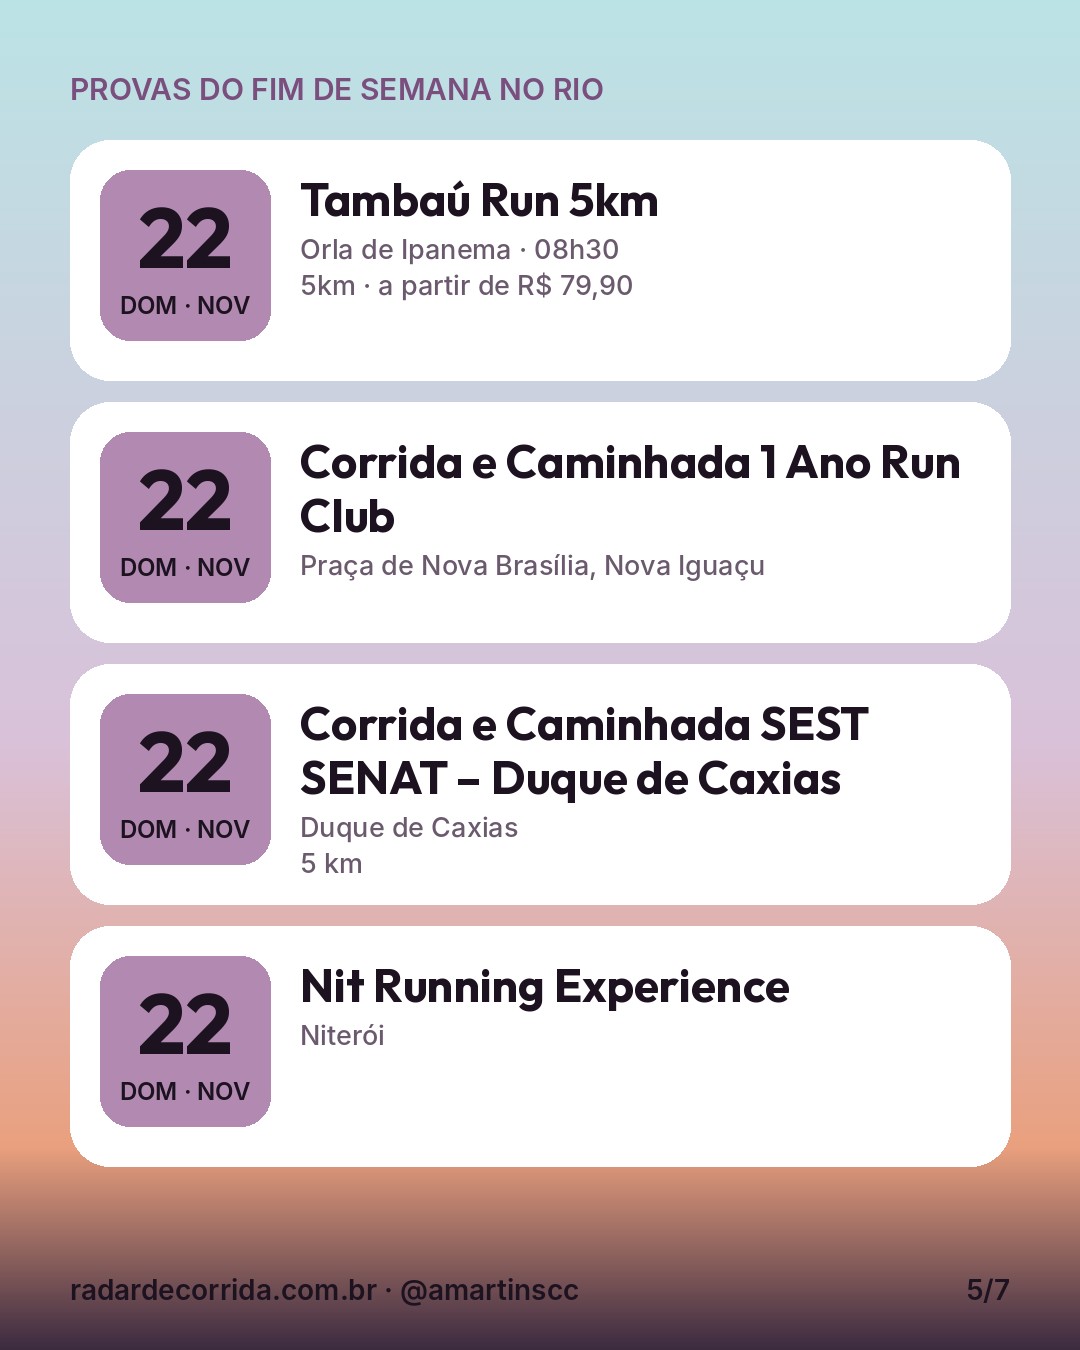 PROVAS DO FIM DE SEMANA NO RIO
22
DOM · NOV
Tambaú Run 5km
Orla de Ipanema · 08h30
5km · a partir de R$ 79,90
22
DOM · NOV
Corrida e Caminhada 1 Ano Run
Club
Praça de Nova Brasília, Nova Iguaçu
22
DOM · NOV
Corrida e Caminhada SEST
SENAT – Duque de Caxias
Duque de Caxias
5 km
22
DOM · NOV
Nit Running Experience
Niterói
radardecorrida.com.br · @amartinscc
5/7